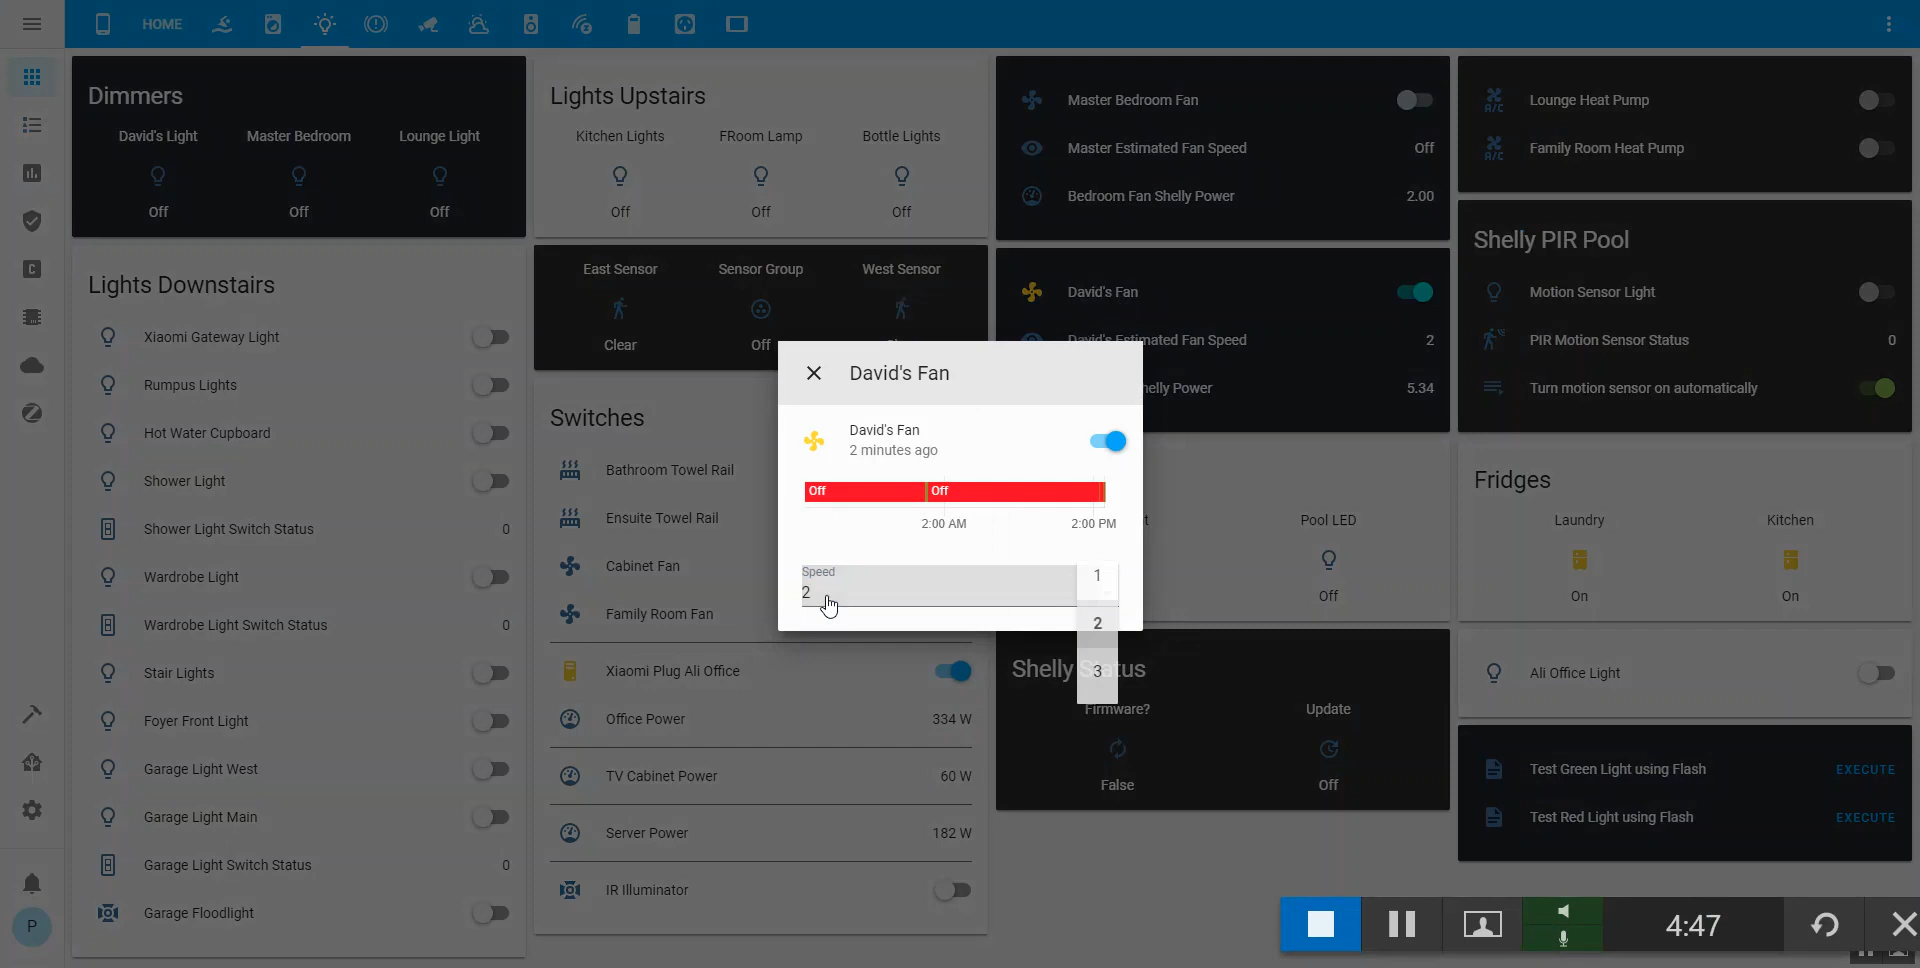 HOME
Dimmers
David's Light Master Bedroom Lounge Light
Off Off Off
Lights Downstairs
Xiaomi Gateway Light
Rumpus Lights
Hot Water Cupboard
Shower Light
Shower Light Switch Status 0
Wardrobe Light
Wardrobe Light Switch Status 0
Stair Lights
Foyer Front Light
Garage Light West
Garage Light Main
Garage Light Switch Status 0
Garage Floodlight
C
P
Lights Upstairs
Kitchen Lights FRoom Lamp Bottle Lights
Off Off Off
East Sensor Sensor Group West Sensor
Clear Off
Switches
Bathroom Towel Rail
Ensuite Towel Rail
Cabinet Fan
Family Room Fan
Xiaomi Plug Ali Office
Office Power 334 W
TV Cabinet Power 60 W
Server Power 182 W
IR Illuminator
Master Bedroom Fan
Master Estimated Fan Speed Off
Bedroom Fan Shelly Power 2.00
David's Fan
David's Estimated Fan Speed 2
Power 5.34
David's Fan
David's Fan
2 minutes ago
Off Off
2:00 AM 2:00 PM
Speed
2
1
2
3
Pool LED
Off
Shelly Status
Firmware? Update
False Off
A/C Lounge Heat Pump
A/C Family Room Heat Pump
Shelly PIR Pool
Motion Sensor Light
PIR Motion Sensor Status 0
Turn motion sensor on automatically
Fridges
Laundry Kitchen
On On
Ali Office Light
Test Green Light using Flash EXECUTE
Test Red Light using Flash EXECUTE
4:47